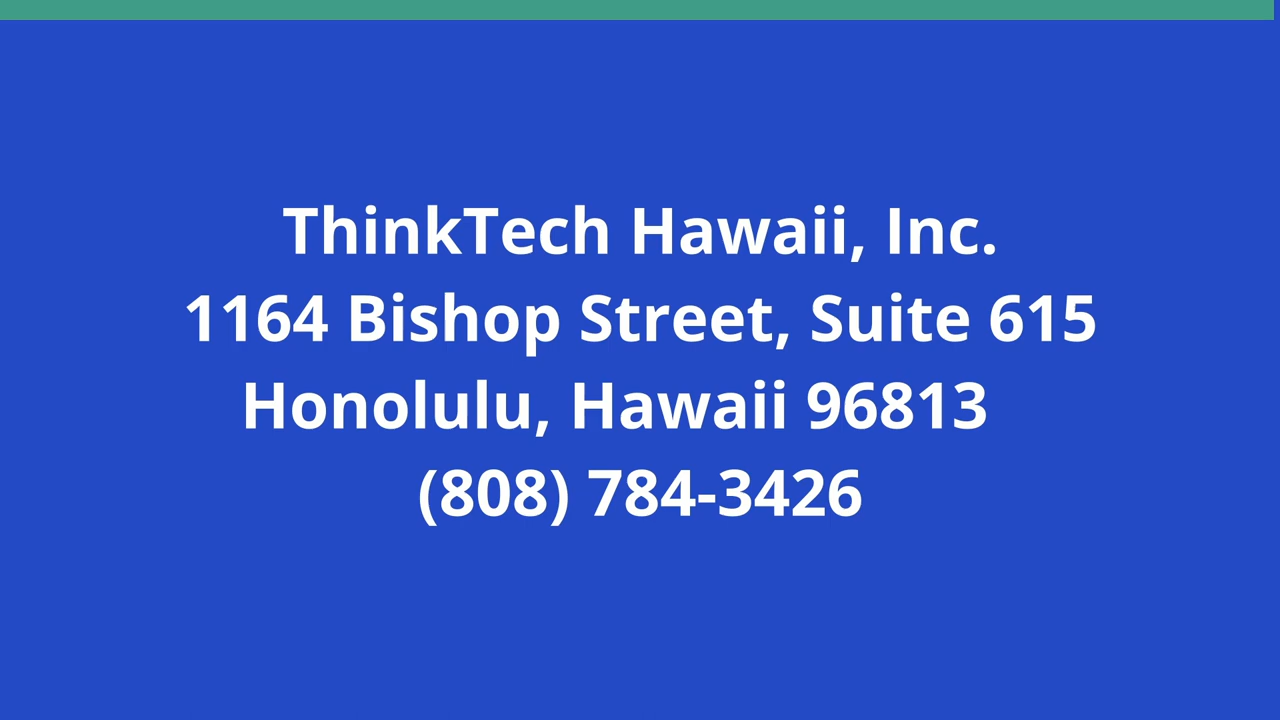 ThinkTech Hawaii, Inc.
1164 Bishop Street, Suite 615
Honolulu, Hawaii 96813
(808) 784-3426